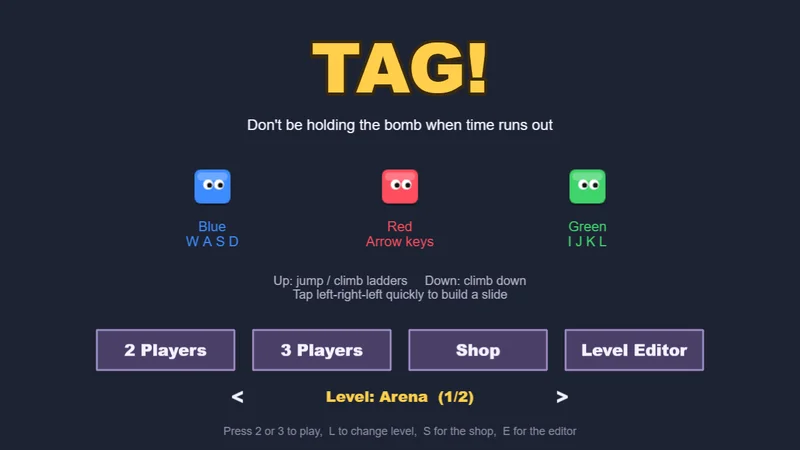 TAG!
Don't be holding the bomb when time runs out
Blue
W A S D
Red
Arrow keys
Green
I J K L
Up: jump / climb ladders Down: climb down
Tap left-right-left quickly to build a slide
2 Players
3 Players
Shop
Level Editor
< Level: Arena (1/2) >
Press 2 or 3 to play, L to change level, S for the shop, E for the editor